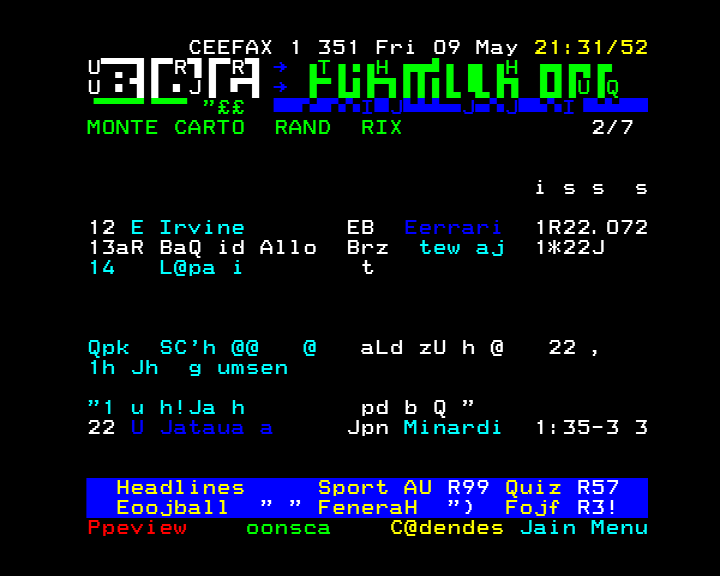 CEEFAX 1 351 Fri 09 May 21:31/52
MONTE CARTO RAND RIX 2/7
i s s s
12 E Irvine EB Eerrari 1R22.072
13aR BaQ id Allo Brz tew aj 1*22J
14 L@pa i t
Qpk SC'h @@ @ aLd zU h @ 22 ,
1h Jh g umsen
"1 u h!Ja h pd b Q "
22 U Jataua a Jpn Minardi 1:35-3 3
Headlines Sport AU R99 Quiz R57
Eoojball " " FeneraH ") Fojf R3!
Ppeview oonsca C@dendes Jain Menu